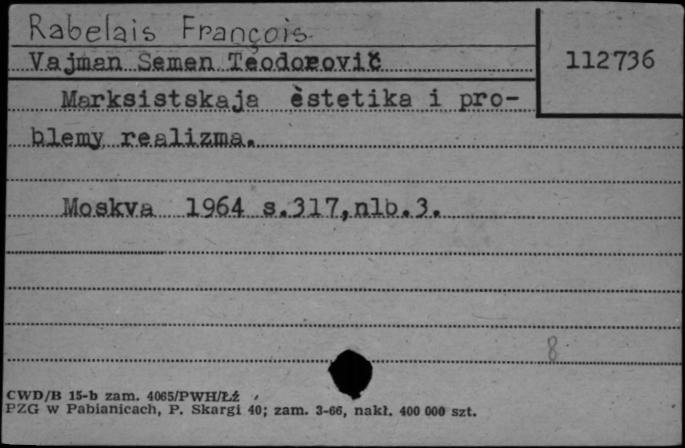 Rabelais François
Vajman Semen Teodorovič
112736
Marksistskaja èstetika i pro-
blemy realizma.
Moskva 1964 s.317,nlb.3.
8
CWD/B 15-b zam. 4065/PWH/ŁŹ
PZG w Pabianicach, P. Skargi 40; zam. 3-66, nakł. 400 000 szt.